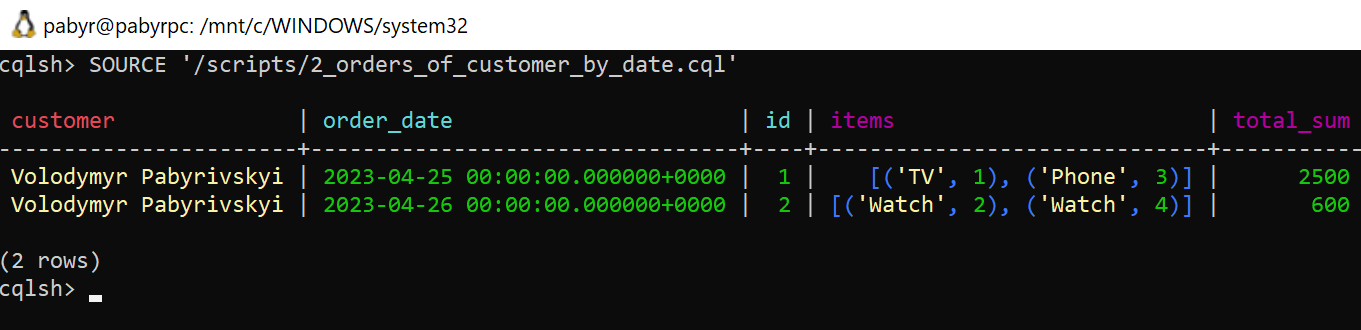 pabyr@pabyrpc: /mnt/c/WINDOWS/system32
cqlsh> SOURCE '/scripts/2_orders_of_customer_by_date.cql'
 customer              | order_date                      | id | items                        | total_sum
-----------------------+---------------------------------+----+------------------------------+-----------
 Volodymyr Pabyrivskyi | 2023-04-25 00:00:00.000000+0000 |  1 |    [('TV', 1), ('Phone', 3)] |      2500
 Volodymyr Pabyrivskyi | 2023-04-26 00:00:00.000000+0000 |  2 | [('Watch', 2), ('Watch', 4)] |       600
(2 rows)
cqlsh>